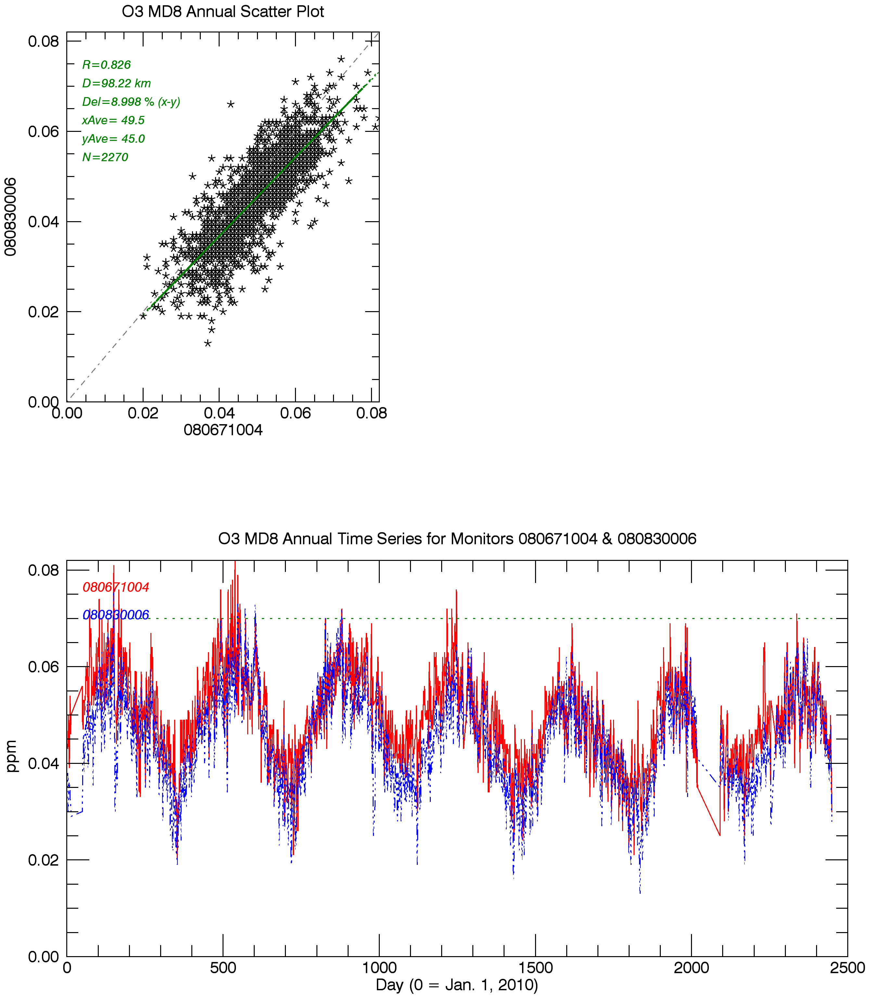 O3 MD8 Annual Scatter Plot
0.08
0.06
0.04
0.02
0.00
080830006
R=0.826
D=98.22 km
Del=8.998 % (x-y)
xAve= 49.5
yAve= 45.0
N=2270
0.00 0.02 0.04 0.06 0.08
080671004
O3 MD8 Annual Time Series for Monitors 080671004 & 080830006
0.08
0.06
0.04
0.02
0.00
ppm
080671004
080830006
0 500 1000 1500 2000 2500
Day (0 = Jan. 1, 2010)